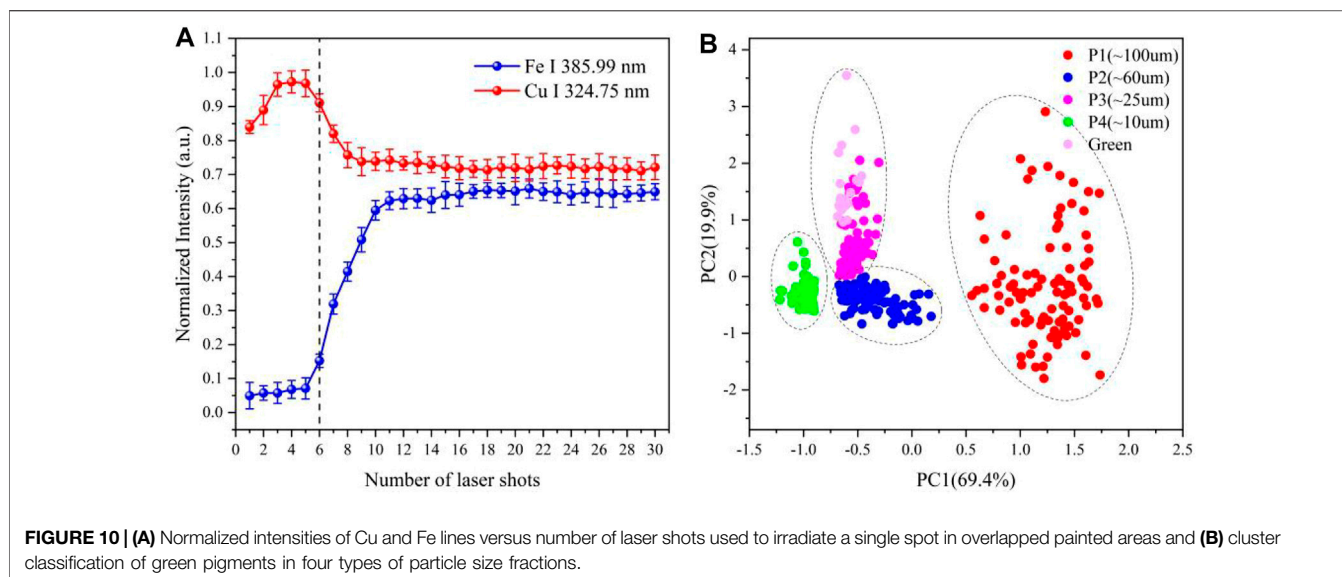 A
1.1
1.0
0.9
0.8
0.7
0.6
0.5
0.4
0.3
0.2
0.1
0.0
Normalized Intensity (a.u.)
Fe I 385.99 nm
Cu I 324.75 nm
0 2 4 6 8 10 12 14 16 18 20 22 24 26 28 30
Number of laser shots
B
4
3
2
1
0
-1
-2
PC2(19.9%)
P1(~100um)
P2(~60um)
P3(~25um)
P4(~10um)
Green
-1.5 -1.0 -0.5 0.0 0.5 1.0 1.5 2.0 2.5
PC1(69.4%)
FIGURE 10 | (A) Normalized intensities of Cu and Fe lines versus number of laser shots used to irradiate a single spot in overlapped painted areas and (B) cluster
classification of green pigments in four types of particle size fractions.